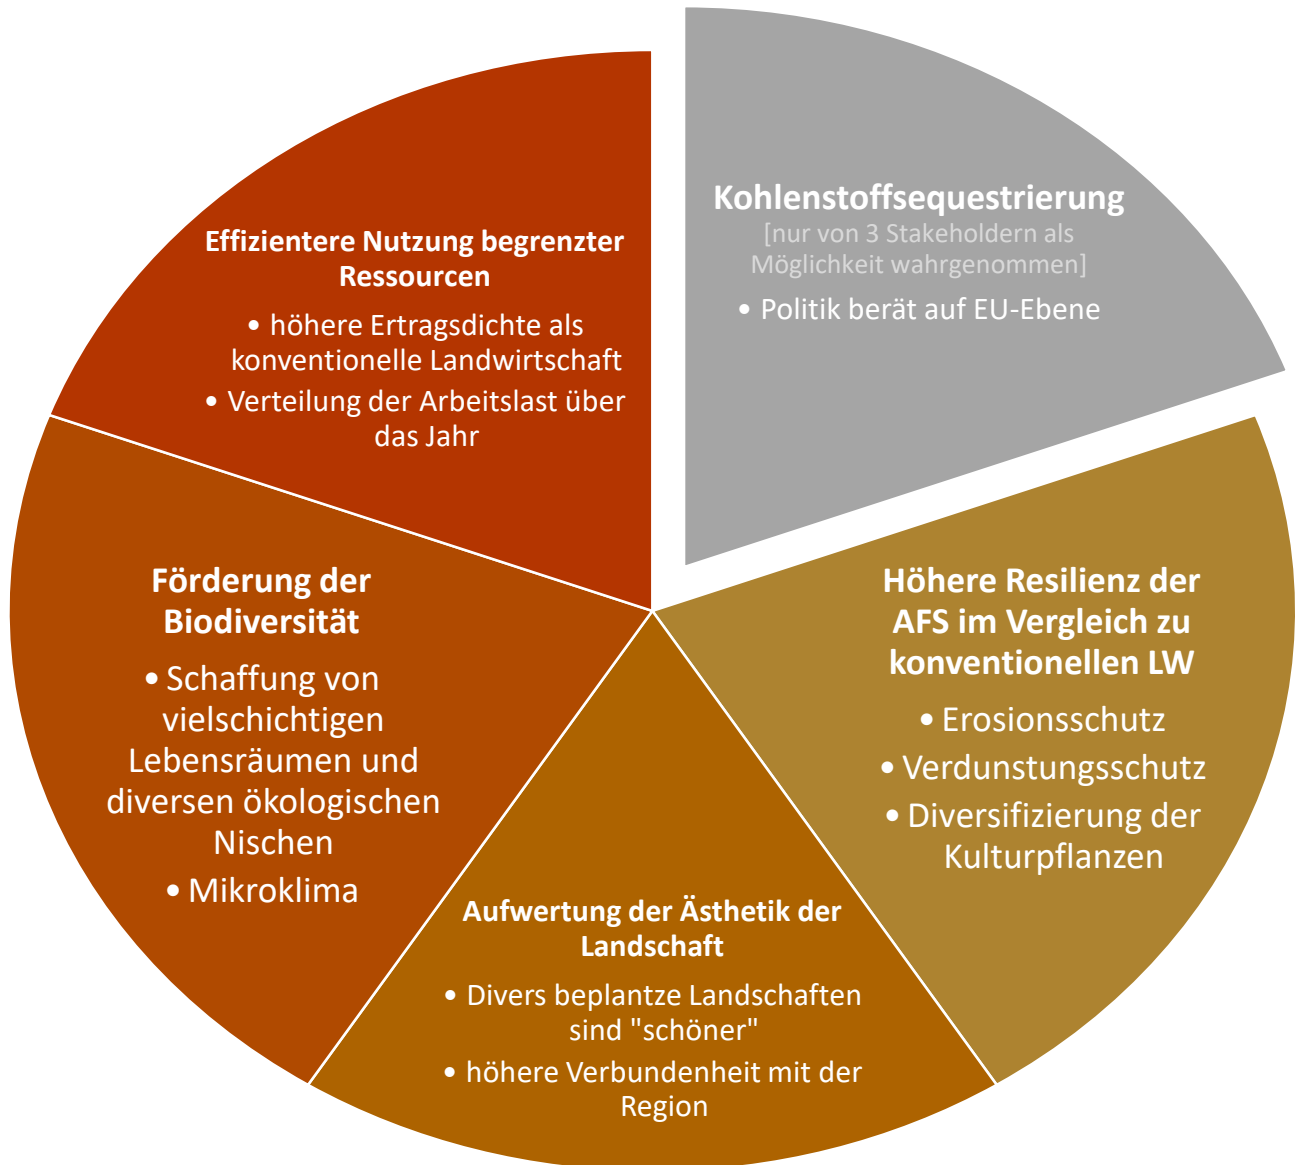 Kohlenstoffsequestrierung
[nur von 3 Stakeholdern als
Möglichkeit wahrgenommen]
• Politik berät auf EU-Ebene
Höhere Resilienz der
AFS im Vergleich zu
konventionellen LW
• Erosionsschutz
• Verdunstungsschutz
• Diversifizierung der
Kulturpflanzen
Aufwertung der Ästhetik der
Landschaft
• Divers beplantze Landschaften
sind "schöner"
• höhere Verbundenheit mit der
Region
Förderung der
Biodiversität
• Schaffung von
vielschichtigen
Lebensräumen und
diversen ökologischen
Nischen
• Mikroklima
Effizientere Nutzung begrenzter
Ressourcen
• höhere Ertragsdichte als
konventionelle Landwirtschaft
• Verteilung der Arbeitslast über
das Jahr